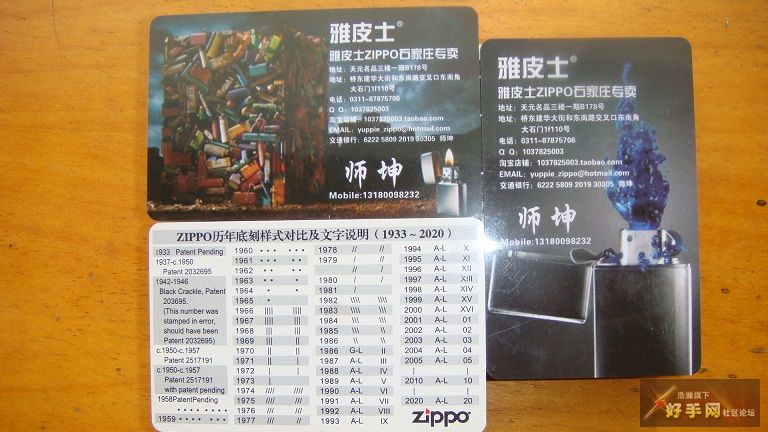 雅皮士®
雅皮士ZIPPO石家庄专卖
地址：天元名品三楼一期B178号
地址：桥东建华大街和东岗路交叉口东南角
大石门1f110号
电话：0311-87875706
Q Q：1037825003
淘宝店铺：1037825003.taobao.com
EMAIL：yuppie_zippo@hotmail.com
交通银行：6222 5809 2019 30305 师坤
师 坤
Mobile:13180098232
雅皮士®
雅皮士ZIPPO石家庄专卖
地址：天元名品三楼一期B178号
地址：桥东建华大街和东岗路交叉口东南角
大石门1f110号
电话：0311-87875706
Q Q：1037825003
淘宝店铺：1037825003.taobao.com
EMAIL：yuppie_zippo@hotmail.com
交通银行：6222 5809 2019 30305 师坤
师 坤
Mobile:13180098232
ZIPPO历年底刻样式对比及文字说明（1933～2020）
1933 Patent Pending
1937-c.1950
Patent 2032695
1942-1946
Black Crackle, Patent
203695.
(This number was
stamped in error,
should have been
Patent 2032695)
c.1950-c.1957
Patent 2517191
c.1950-c.1957
Patent 2517191
with patent pending
1958PatentPending
• • • • • • • •
1959 • • • • • • •
1960 • • • • • •
1961 • • • • • •
1962 • • • •
1963 • • •
1964 • •
1965 •
1966 |||| ||||
1967 |||| |||
1968 ||| |||
1969 ||| ||
1970 || ||
1971 || |
1972 | |
1973 |
1974 //// ////
1975 //// ///
1976 /// ///
1977 /// //
1978 // //
1979 // /
1980 / /
1981 /
1982 \\\\ \\\\
1983 \\\\ \\\
1984 \\\ \\\
1985 \\\ \\
1986 \\ \\
1986 G-L II
1987 A-L III
1988 A-L IV
1989 A-L V
1990 A-L VI
1991 A-L VII
1992 A-L VIII
1993 A-L IX
1994 A-L X
1995 A-L XI
1996 A-L XII
1997 A-L XIII
1998 A-L XIV
1999 A-L XV
2000 A-L XVI
2001 A-L 01
2002 A-L 02
2003 A-L 03
2004 A-L 04
2005 A-L 05
| |
2010 A-L 10
| |
2020 A-L 20
zippo
浩瀚旗下
好手网社区论坛